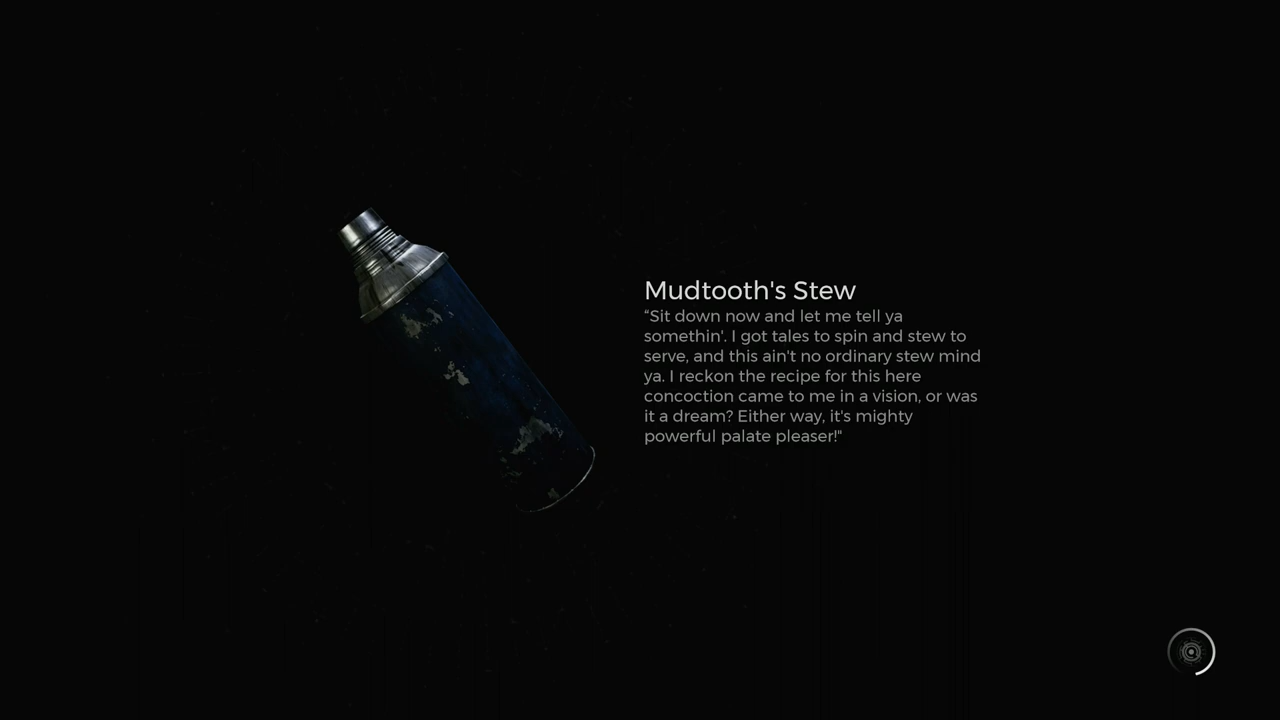 Mudtooth's Stew
“Sit down now and let me tell ya
somethin'. I got tales to spin and stew to
serve, and this ain't no ordinary stew mind
ya. I reckon the recipe for this here
concoction came to me in a vision, or was
it a dream? Either way, it's mighty
powerful palate pleaser!"